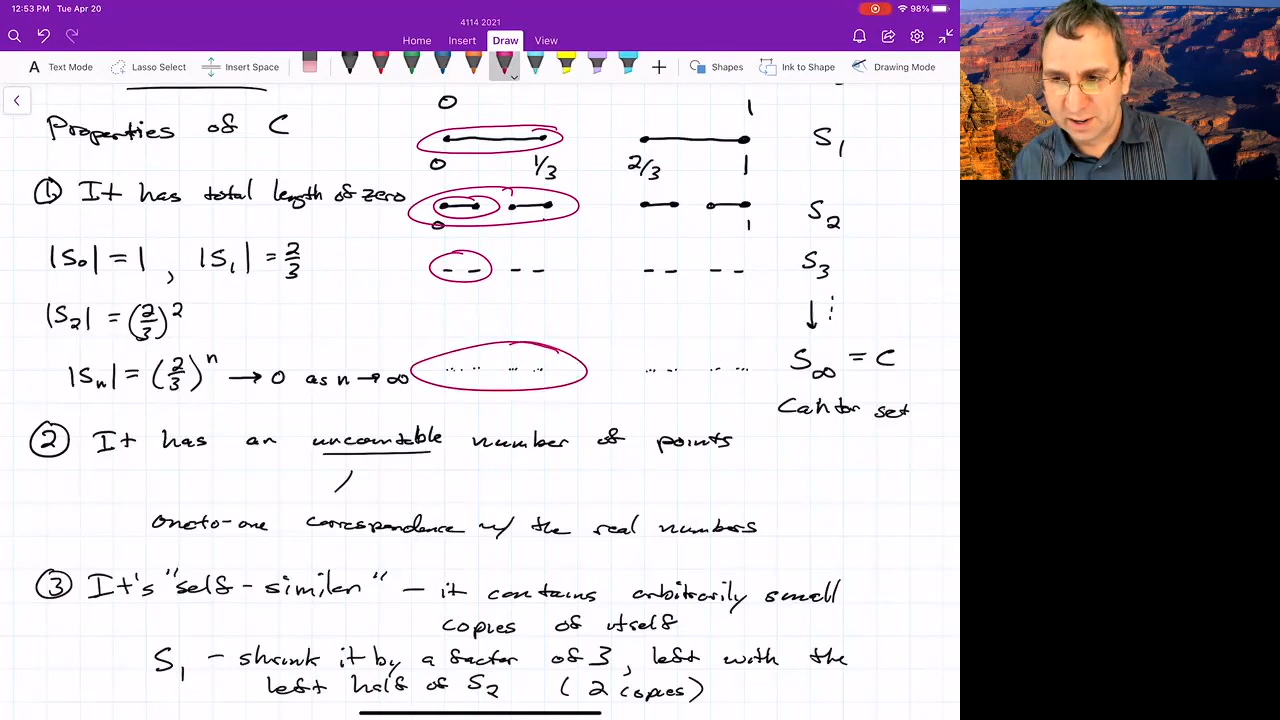 12:53 PM Tue Apr 20
98%
4114 2021
Home Insert Draw View
Text Mode Lasso Select Insert Space Shapes Ink to Shape Drawing Mode
0 1
Properties of C
S1
0 1/3 2/3 1
① It has total length of zero
S2
0 1
|S0| = 1 , |S1| = 2/3
S3
|S2| = (2/3)^2
|Sn| = (2/3)^n → 0 as n → ∞
S∞ = C
Cantor set
② It has an uncountable number of points
one-to-one correspondence w/ the real numbers
③ It's "self-similar" – it contains arbitrarily small
copies of itself
S1 – shrink it by a factor of 3, left with the
left half of S2 (2 copies)